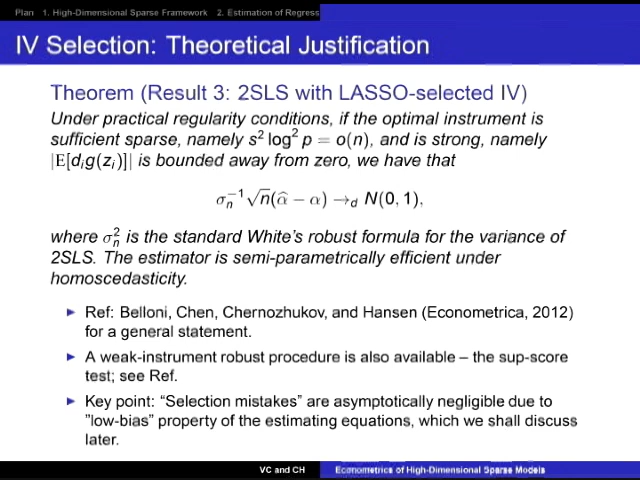 Plan 1. High-Dimensional Sparse Framework 2. Estimation of Regress
IV Selection: Theoretical Justification
Theorem (Result 3: 2SLS with LASSO-selected IV)
Under practical regularity conditions, if the optimal instrument is
sufficient sparse, namely s² log² p = o(n), and is strong, namely
|E[dᵢg(zᵢ)]| is bounded away from zero, we have that
σₙ⁻¹√n(α̂ − α) →d N(0, 1),
where σₙ² is the standard White's robust formula for the variance of
2SLS. The estimator is semi-parametrically efficient under
homoscedasticity.
▶ Ref: Belloni, Chen, Chernozhukov, and Hansen (Econometrica, 2012)
for a general statement.
▶ A weak-instrument robust procedure is also available – the sup-score
test; see Ref.
▶ Key point: “Selection mistakes” are asymptotically negligible due to
"low-bias" property of the estimating equations, which we shall discuss
later.
VC and CH Econometrics of High-Dimensional Sparse Models